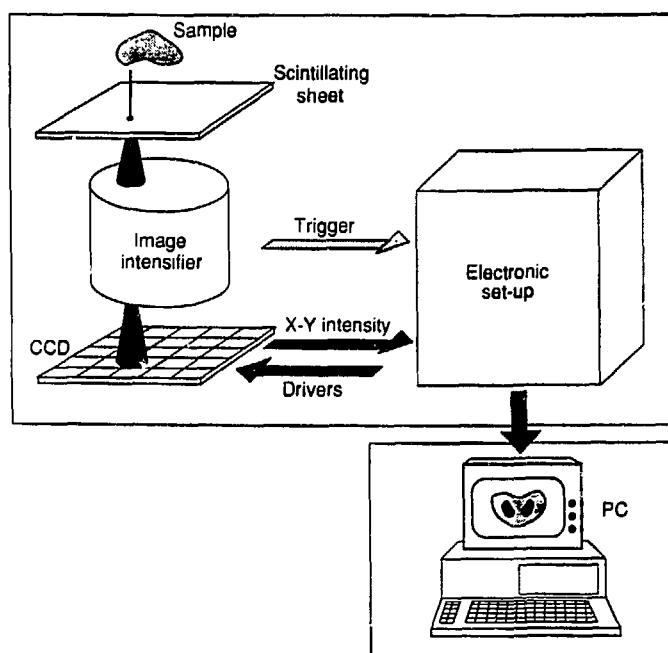 Sample
Scintillating
sheet
Image
intensifier
Trigger
Electronic
set-up
CCD
X-Y intensity
Drivers
PC